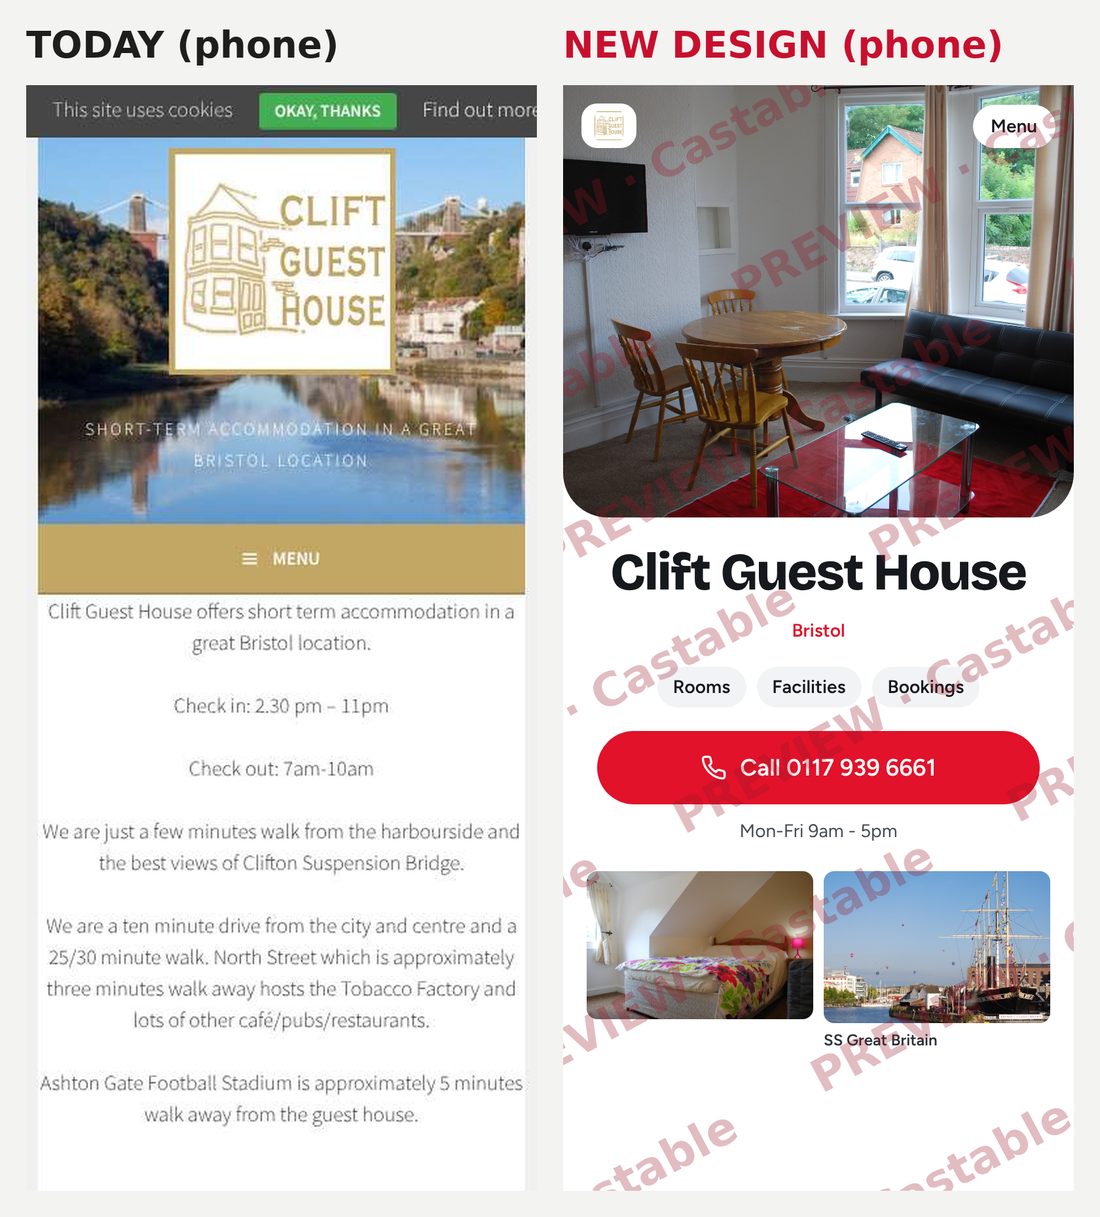 TODAY (phone)
This site uses cookies
OKAY, THANKS
Find out more
CLIFT
GUEST
HOUSE
SHORT-TERM ACCOMMODATION IN A GREAT
BRISTOL LOCATION
MENU
Clift Guest House offers short term accommodation in a
great Bristol location.
Check in: 2.30 pm – 11pm
Check out: 7am-10am
We are just a few minutes walk from the harbourside and
the best views of Clifton Suspension Bridge.
We are a ten minute drive from the city and centre and a
25/30 minute walk. North Street which is approximately
three minutes walk away hosts the Tobacco Factory and
lots of other café/pubs/restaurants.
Ashton Gate Football Stadium is approximately 5 minutes
walk away from the guest house.
NEW DESIGN (phone)
CLIFT
GUEST
HOUSE
Menu
Clift Guest House
Bristol
Rooms
Facilities
Bookings
Call 0117 939 6661
Mon-Fri 9am - 5pm
SS Great Britain
PREVIEW · Castable